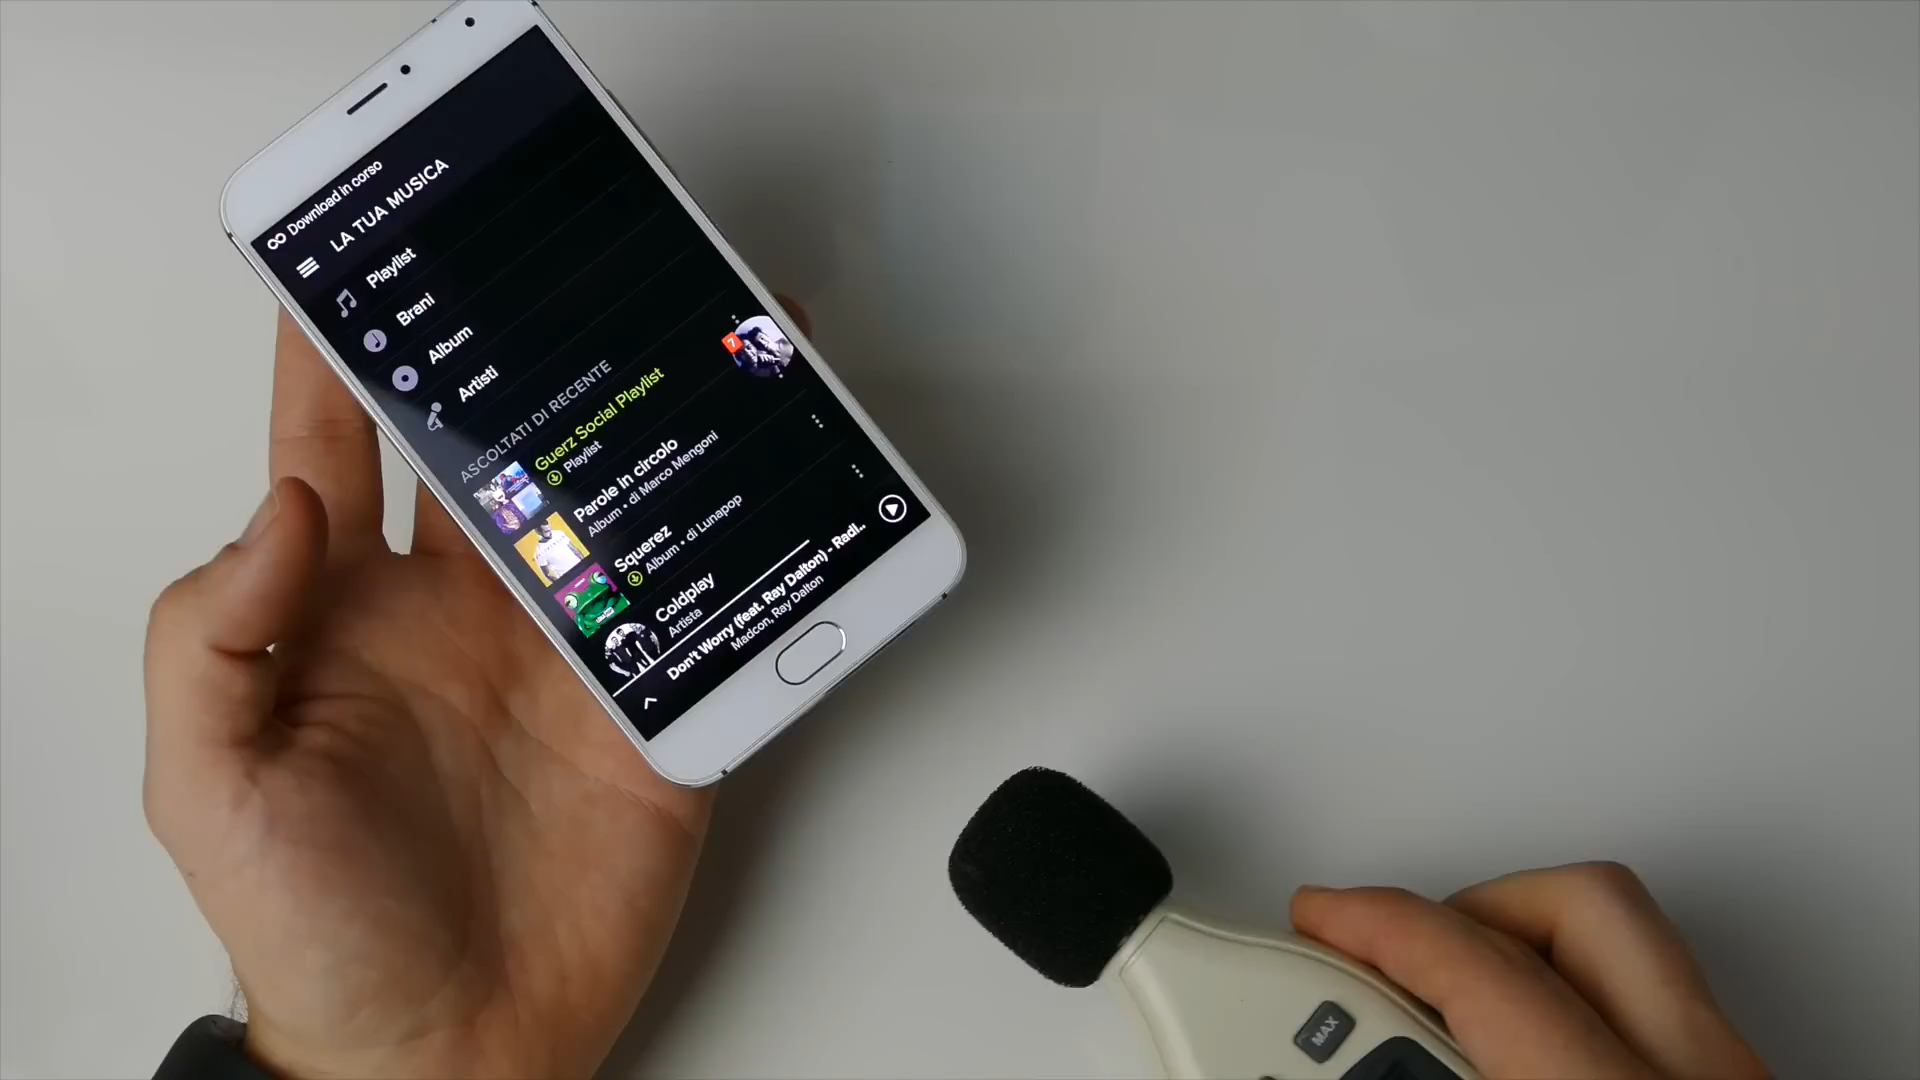 Download in corso
LA TUA MUSICA
Playlist
Brani
Album
Artisti
ASCOLTATI DI RECENTE
Guerz Social Playlist
Playlist
7
Parole in circolo
Album • di Marco Mengoni
Squerez
Album • di Lunapop
Coldplay
Artista
Don't Worry (feat. Ray Dalton) - Radi...
Madcon, Ray Dalton
MAX